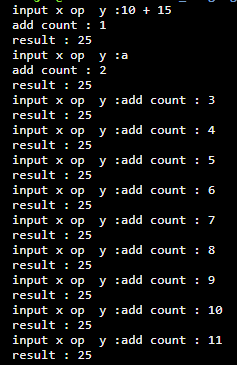 input x op  y :10 + 15
add count : 1
result : 25
input x op  y :a
add count : 2
result : 25
input x op  y :add count : 3
result : 25
input x op  y :add count : 4
result : 25
input x op  y :add count : 5
result : 25
input x op  y :add count : 6
result : 25
input x op  y :add count : 7
result : 25
input x op  y :add count : 8
result : 25
input x op  y :add count : 9
result : 25
input x op  y :add count : 10
result : 25
input x op  y :add count : 11
result : 25